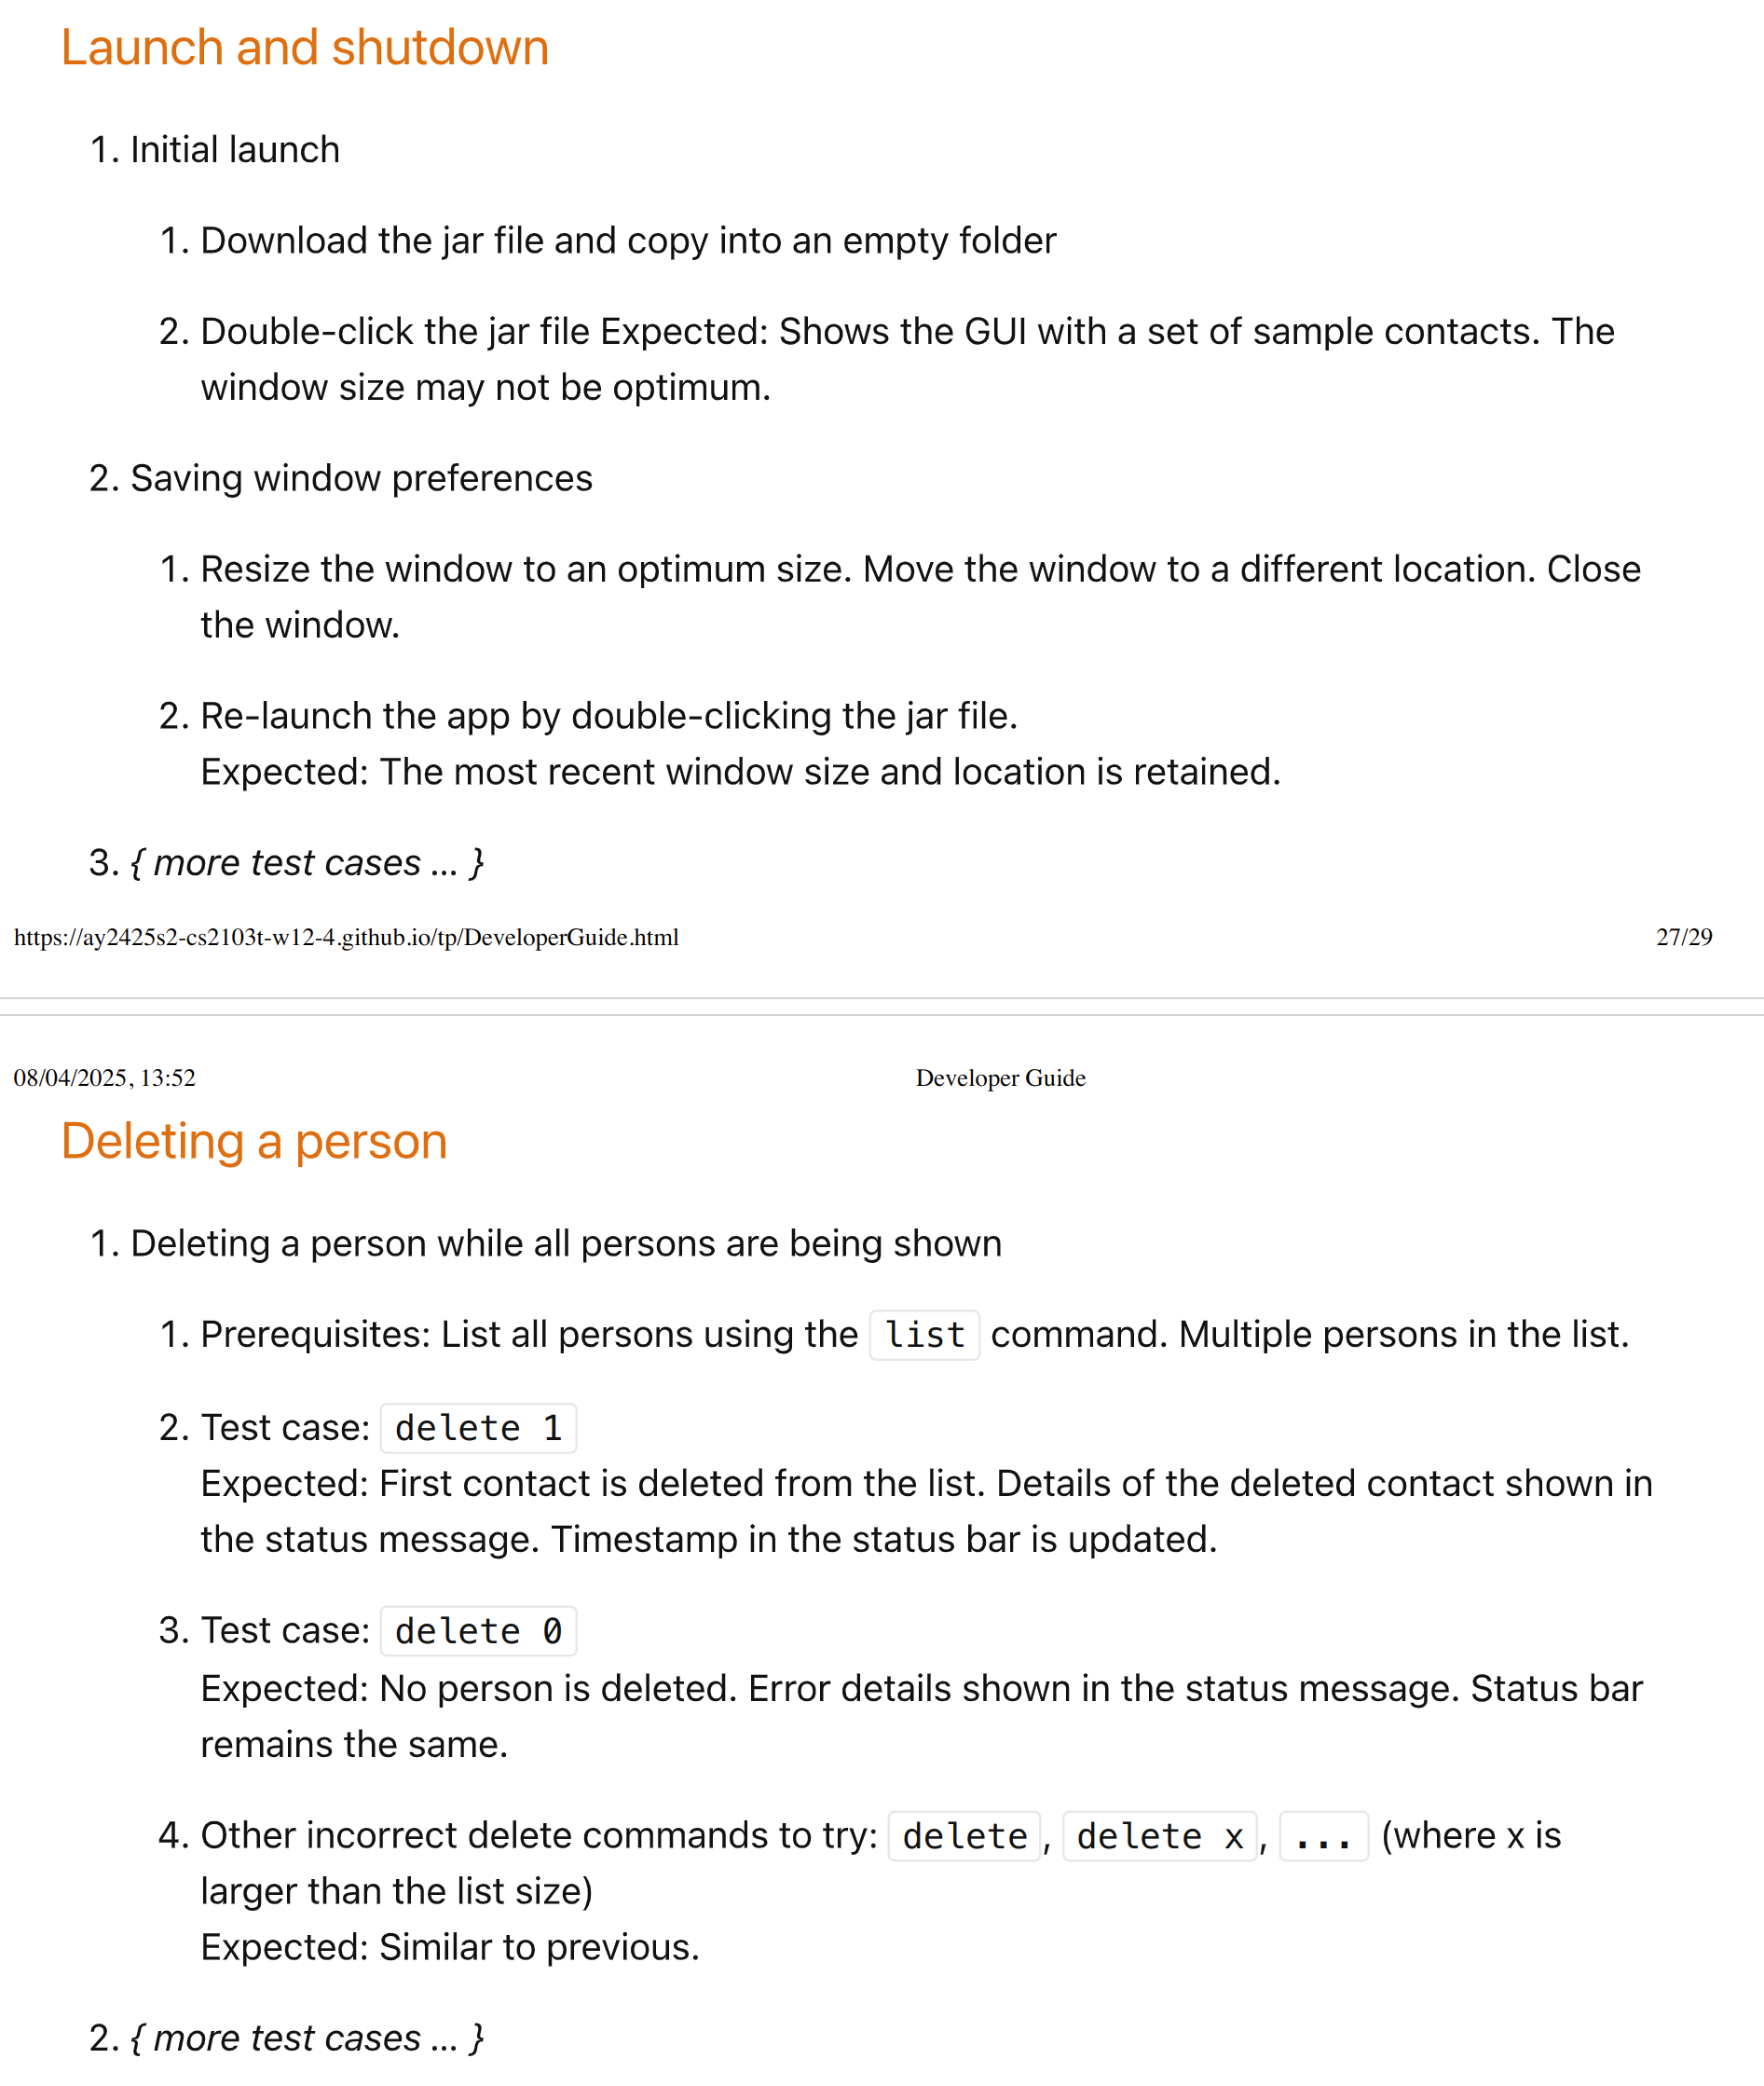 Launch and shutdown
1. Initial launch
1. Download the jar file and copy into an empty folder
2. Double-click the jar file Expected: Shows the GUI with a set of sample contacts. The
window size may not be optimum.
2. Saving window preferences
1. Resize the window to an optimum size. Move the window to a different location. Close
the window.
2. Re-launch the app by double-clicking the jar file.
Expected: The most recent window size and location is retained.
3. { more test cases … }
https://ay2425s2-cs2103t-w12-4.github.io/tp/DeveloperGuide.html 27/29
08/04/2025, 13:52 Developer Guide
Deleting a person
1. Deleting a person while all persons are being shown
1. Prerequisites: List all persons using the list command. Multiple persons in the list.
2. Test case: delete 1
Expected: First contact is deleted from the list. Details of the deleted contact shown in
the status message. Timestamp in the status bar is updated.
3. Test case: delete 0
Expected: No person is deleted. Error details shown in the status message. Status bar
remains the same.
4. Other incorrect delete commands to try: delete, delete x, ... (where x is
larger than the list size)
Expected: Similar to previous.
2. { more test cases … }